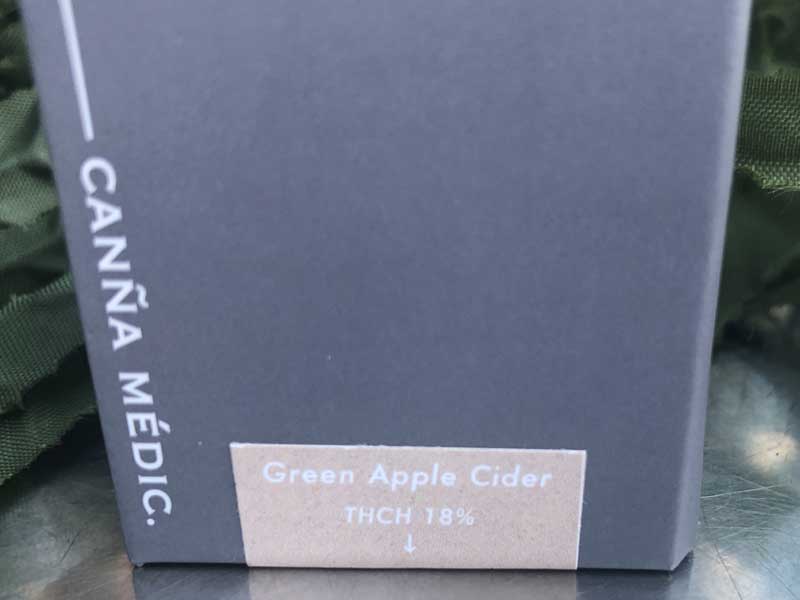 CANÑA MÉDIC.
Green Apple Cider
THCH 18%
↓